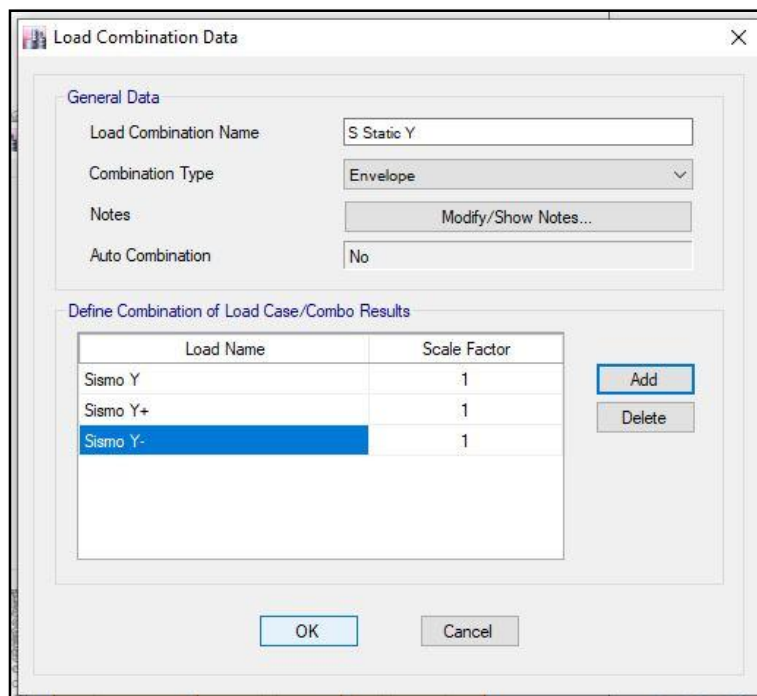 Load Combination Data
General Data
Load Combination Name S Static Y
Combination Type Envelope
Notes Modify/Show Notes...
Auto Combination No
Define Combination of Load Case/Combo Results
Load Name Scale Factor
Sismo Y 1
Sismo Y+ 1
Sismo Y- 1
Add
Delete
OK Cancel